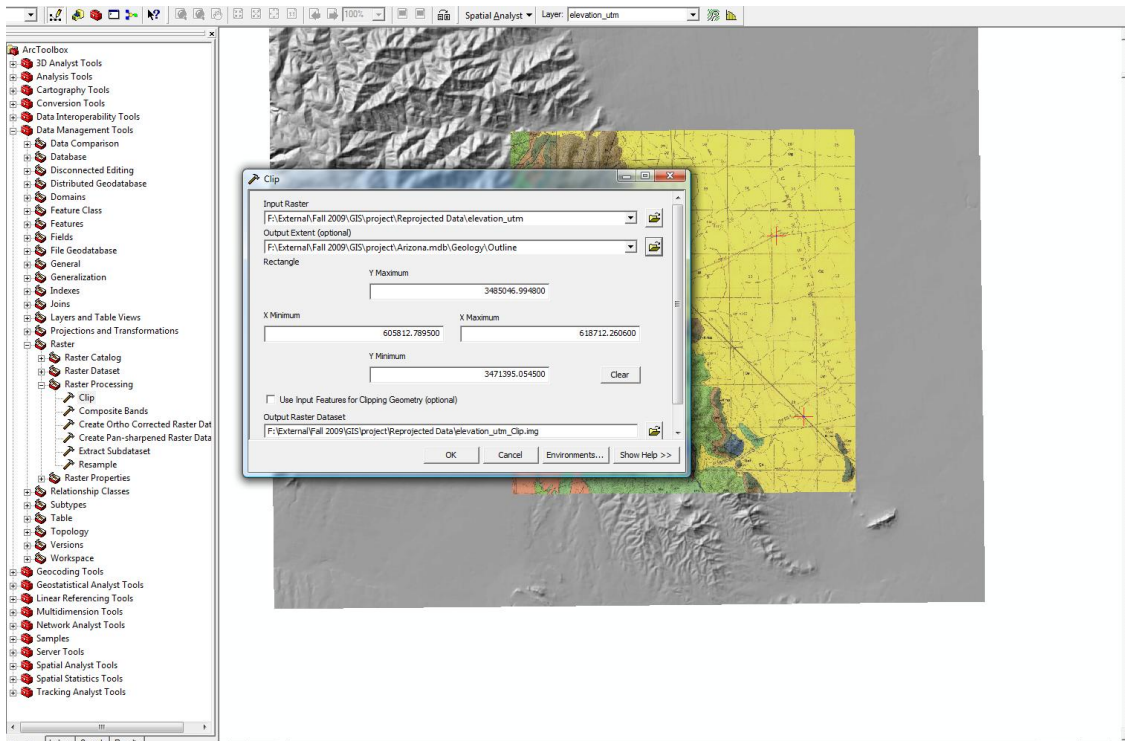 100%
Spatial Analyst
Layer: elevation_utm
ArcToolbox
3D Analyst Tools
Analysis Tools
Cartography Tools
Conversion Tools
Data Interoperability Tools
Data Management Tools
Data Comparison
Database
Disconnected Editing
Distributed Geodatabase
Domains
Feature Class
Features
Fields
File Geodatabase
General
Generalization
Indexes
Joins
Layers and Table Views
Projections and Transformations
Raster
Raster Catalog
Raster Dataset
Raster Processing
Clip
Composite Bands
Create Ortho Corrected Raster Dat
Create Pan-sharpened Raster Data
Extract Subdataset
Resample
Raster Properties
Relationship Classes
Subtypes
Table
Topology
Versions
Workspace
Geocoding Tools
Geostatistical Analyst Tools
Linear Referencing Tools
Multidimension Tools
Network Analyst Tools
Samples
Server Tools
Spatial Analyst Tools
Spatial Statistics Tools
Tracking Analyst Tools
Clip
Input Raster
F:\External\Fall 2009\GIS\project\Reprojected Data\elevation_utm
Output Extent (optional)
F:\External\Fall 2009\GIS\project\Arizona.mdb\Geology\Outline
Rectangle
Y Maximum
3485046.994800
X Minimum
X Maximum
605812.789500
618712.260600
Y Minimum
3471395.054500
Clear
Use Input Features for Clipping Geometry (optional)
Output Raster Dataset
F:\External\Fall 2009\GIS\project\Reprojected Data\elevation_utm_Clip.img
OK
Cancel
Environments...
Show Help >>